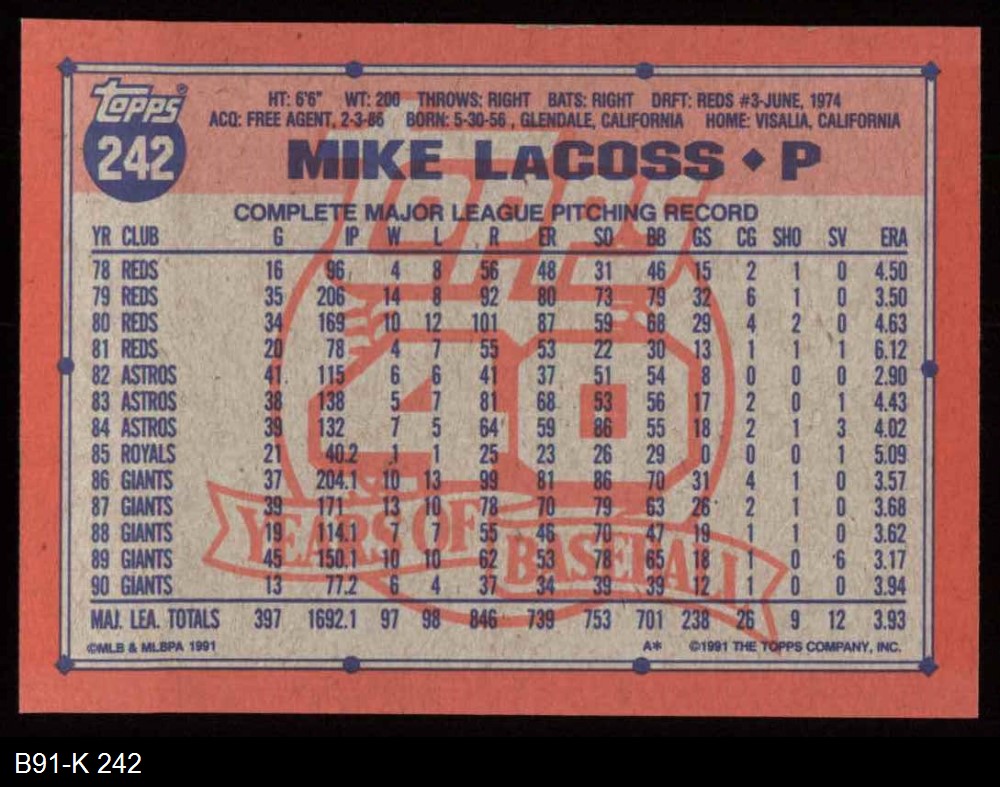 Topps®
242
HT: 6'6" WT: 200 THROWS: RIGHT BATS: RIGHT DRFT: REDS #3-JUNE, 1974
ACQ: FREE AGENT, 2-3-86 BORN: 5-30-56 , GLENDALE, CALIFORNIA HOME: VISALIA, CALIFORNIA
MIKE LACOSS ◆ P
COMPLETE MAJOR LEAGUE PITCHING RECORD
YR CLUB G IP W L R ER SO BB GS CG SHO SV ERA
78 REDS 16 96 4 8 56 48 31 46 15 2 1 0 4.50
79 REDS 35 206 14 8 92 80 73 79 32 6 1 0 3.50
80 REDS 34 169 10 12 101 87 59 68 29 4 2 0 4.63
81 REDS 20 78 4 7 55 53 22 30 13 1 1 1 6.12
82 ASTROS 41 115 6 6 41 37 51 54 8 0 0 0 2.90
83 ASTROS 38 138 5 7 81 68 53 56 17 2 0 1 4.43
84 ASTROS 39 132 7 5 64 59 86 55 18 2 1 3 4.02
85 ROYALS 21 40.2 1 1 25 23 26 29 0 0 0 1 5.09
86 GIANTS 37 204.1 10 13 99 81 86 70 31 4 1 0 3.57
87 GIANTS 39 171 13 10 78 70 79 63 26 2 1 0 3.68
88 GIANTS 19 114.1 7 7 55 46 70 47 19 1 1 0 3.62
89 GIANTS 45 150.1 10 10 62 53 78 65 18 1 0 6 3.17
90 GIANTS 13 77.2 6 4 37 34 39 39 12 1 0 0 3.94
MAJ. LEA. TOTALS 397 1692.1 97 98 846 739 753 701 238 26 9 12 3.93
©MLB & MLBPA 1991 A* ©1991 THE TOPPS COMPANY, INC.
Topps
40
YEARS OF BASEBALL
B91-K 242